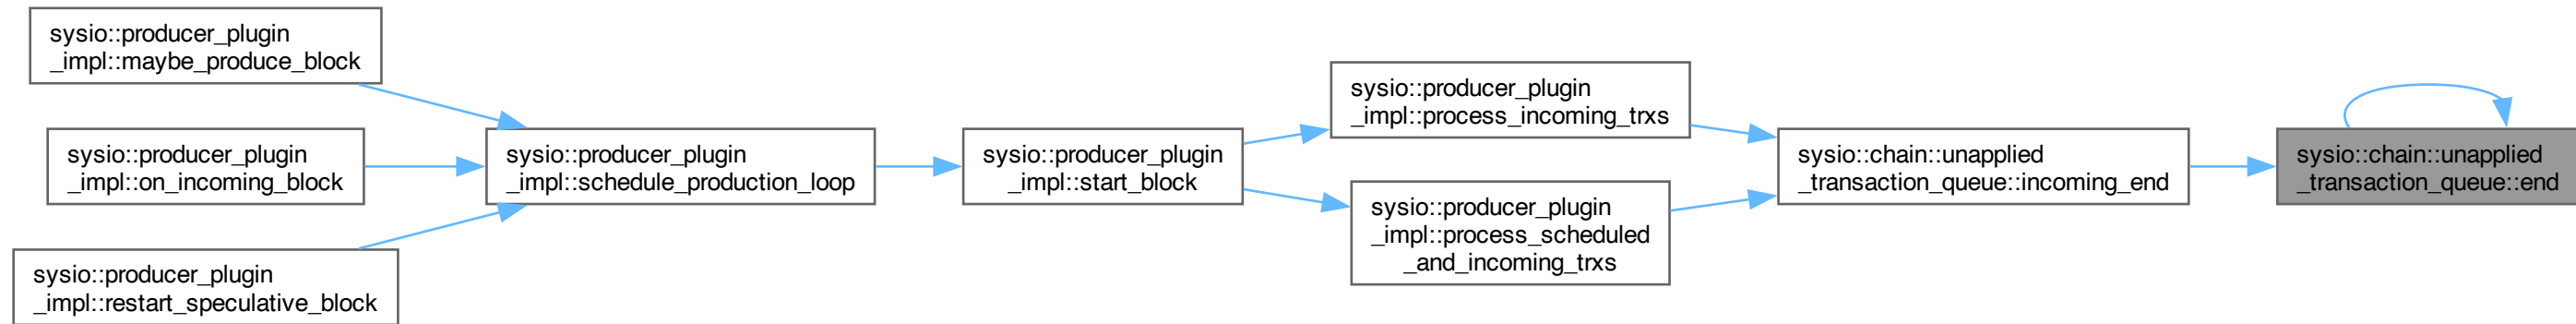 sysio::producer_plugin
_impl::maybe_produce_block
sysio::producer_plugin
_impl::on_incoming_block
sysio::producer_plugin
_impl::restart_speculative_block
sysio::producer_plugin
_impl::schedule_production_loop
sysio::producer_plugin
_impl::start_block
sysio::producer_plugin
_impl::process_incoming_trxs
sysio::producer_plugin
_impl::process_scheduled
_and_incoming_trxs
sysio::chain::unapplied
_transaction_queue::incoming_end
sysio::chain::unapplied
_transaction_queue::end